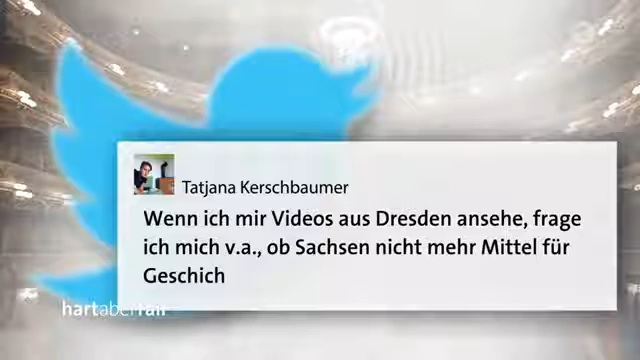 Tatjana Kerschbaumer
Wenn ich mir Videos aus Dresden ansehe, frage
ich mich v.a., ob Sachsen nicht mehr Mittel für
Geschich
hartaberfair